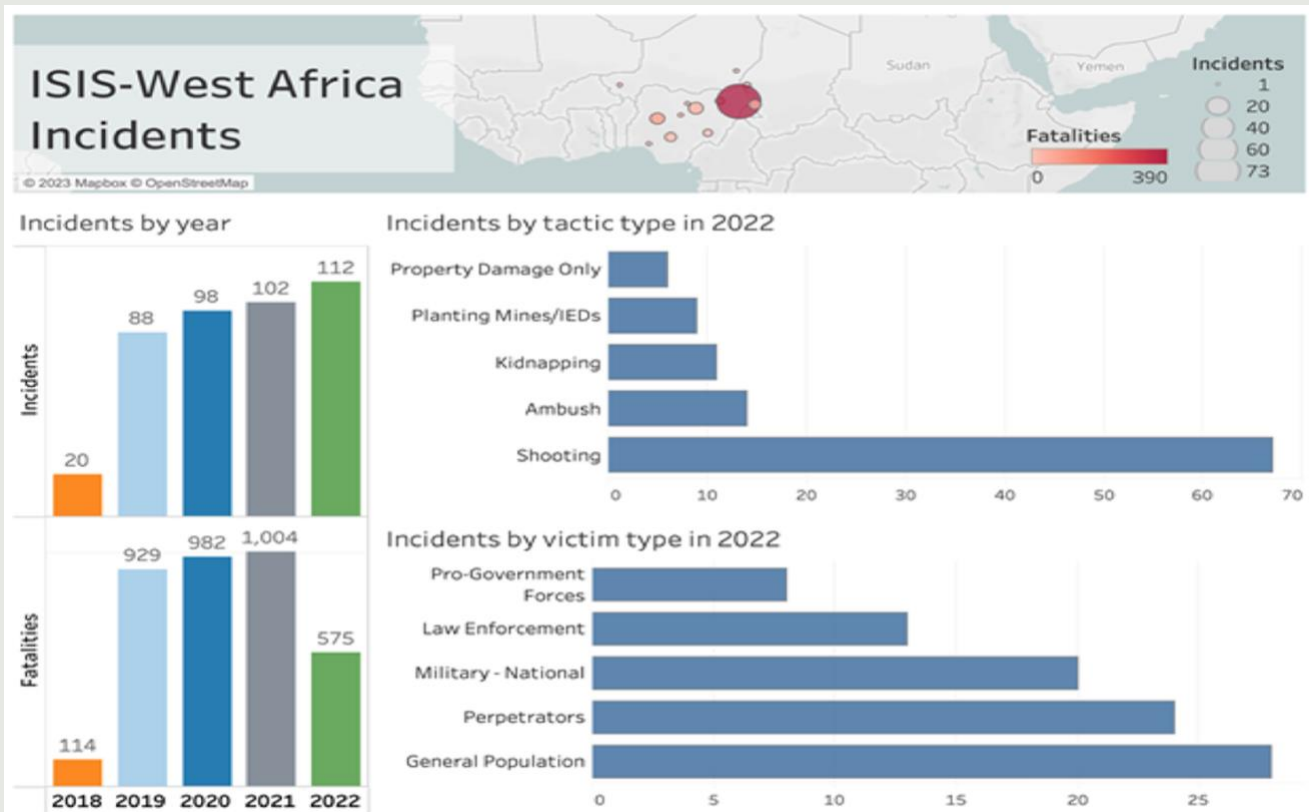 ISIS-West Africa
Incidents
© 2023 Mapbox © OpenStreetMap
Sudan
Yemen
Fatalities
0 390
Incidents
1
20
40
60
73
Incidents by year
Incidents
20
88
98
102
112
Fatalities
114
929
982
1,004
575
2018 2019 2020 2021 2022
Incidents by tactic type in 2022
Property Damage Only
Planting Mines/IEDs
Kidnapping
Ambush
Shooting
0 10 20 30 40 50 60 70
Incidents by victim type in 2022
Pro-Government
Forces
Law Enforcement
Military - National
Perpetrators
General Population
0 5 10 15 20 25